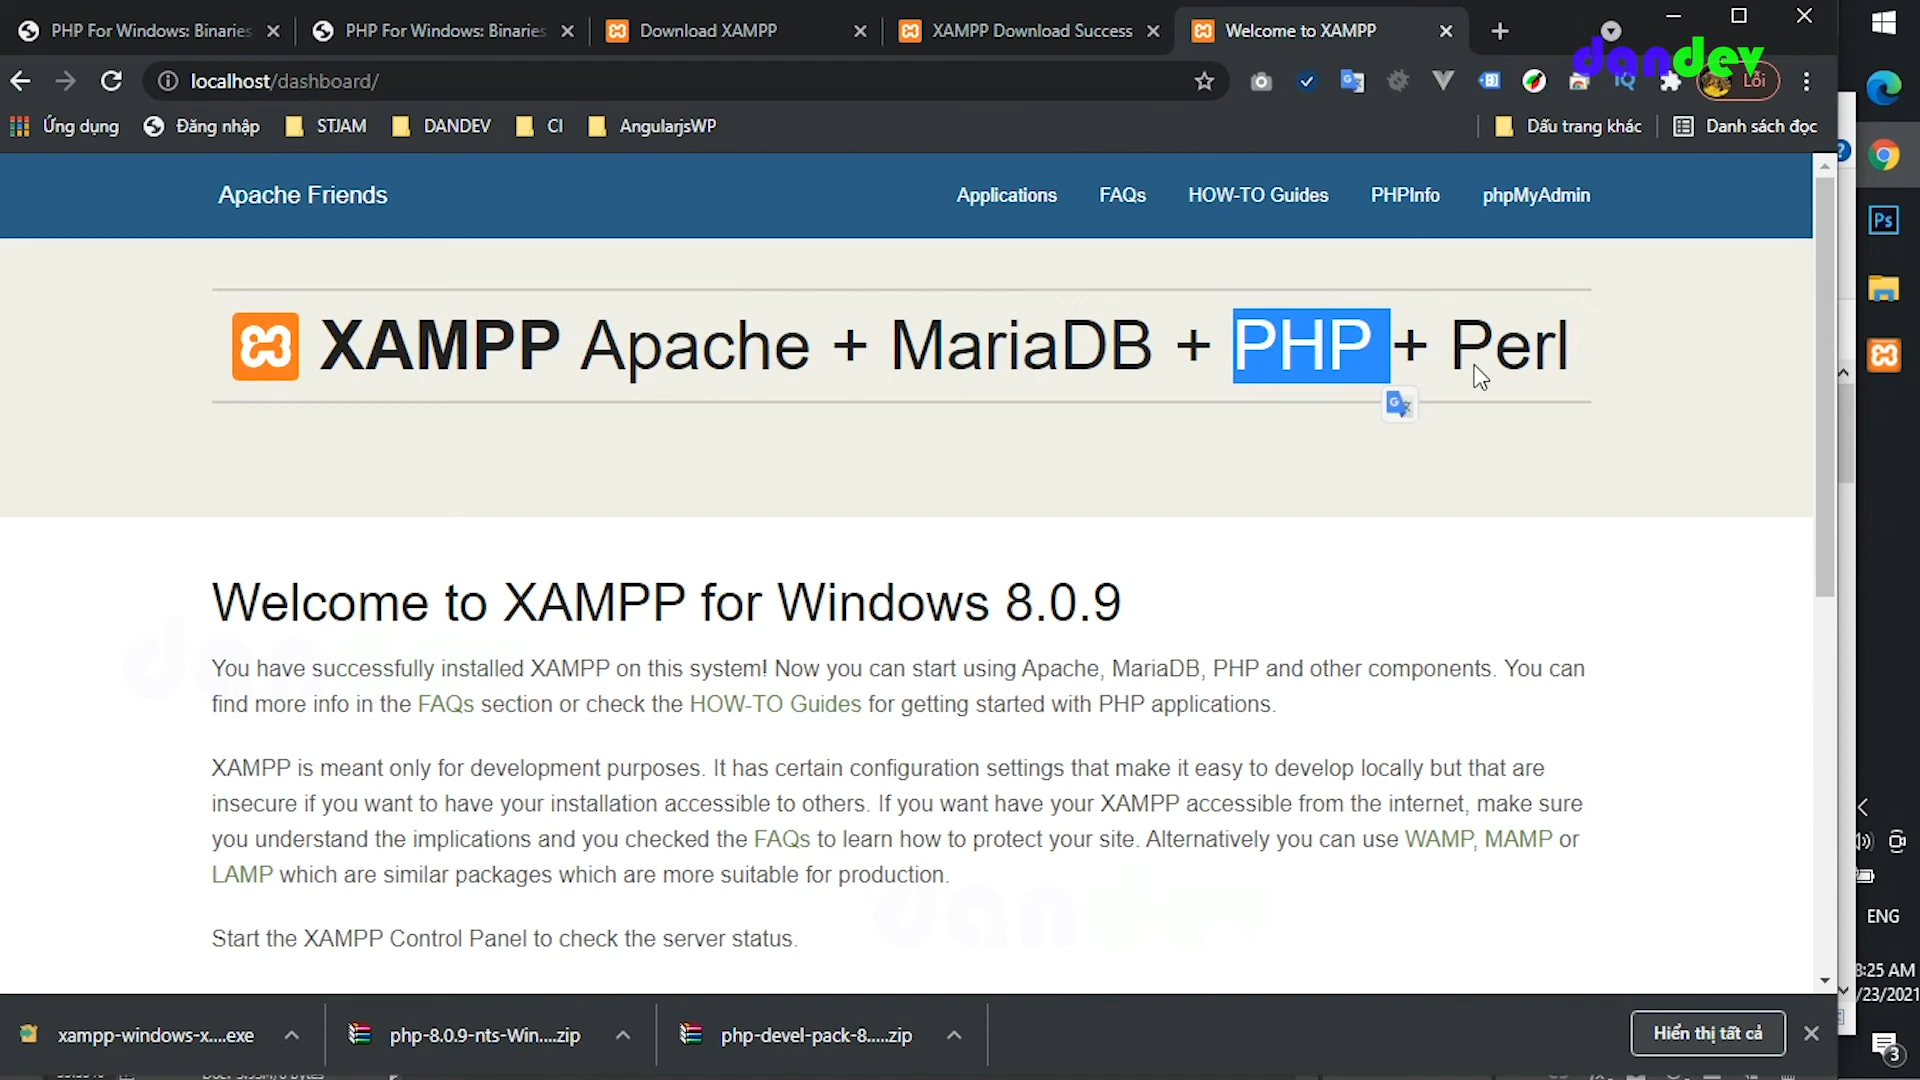 PHP For Windows: Binaries
PHP For Windows: Binaries
Download XAMPP
XAMPP Download Success
Welcome to XAMPP
dandev
localhost/dashboard/
Lỗi
Ứng dụng
Đăng nhập
STJAM
DANDEV
CI
AngularjsWP
Dấu trang khác
Danh sách đọc
Apache Friends
Applications
FAQs
HOW-TO Guides
PHPInfo
phpMyAdmin
Ps
XAMPP Apache + MariaDB + PHP + Perl
Welcome to XAMPP for Windows 8.0.9
You have successfully installed XAMPP on this system! Now you can start using Apache, MariaDB, PHP and other components. You can
find more info in the FAQs section or check the HOW-TO Guides for getting started with PHP applications.
XAMPP is meant only for development purposes. It has certain configuration settings that make it easy to develop locally but that are
insecure if you want to have your installation accessible to others. If you want have your XAMPP accessible from the internet, make sure
you understand the implications and you checked the FAQs to learn how to protect your site. Alternatively you can use WAMP, MAMP or
LAMP which are similar packages which are more suitable for production.
Start the XAMPP Control Panel to check the server status.
ENG
:25 AM
/23/2021
xampp-windows-x....exe
php-8.0.9-nts-Win....zip
php-devel-pack-8.....zip
Hiển thị tất cả
3